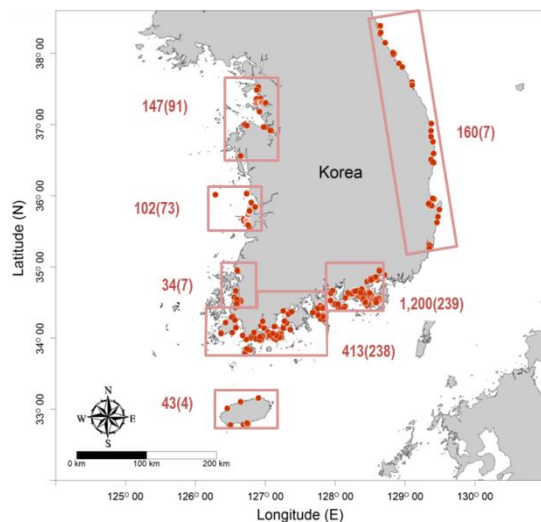 38° 00
37° 00
36° 00
35° 00
34° 00
33° 00
Latitude (N)
147(91)
102(73)
34(7)
43(4)
Korea
160(7)
1,200(239)
413(238)
N
W E
S
0 km 100 km 200 km
125° 00 126° 00 127° 00 128° 00 129° 00 130° 00
Longitude (E)